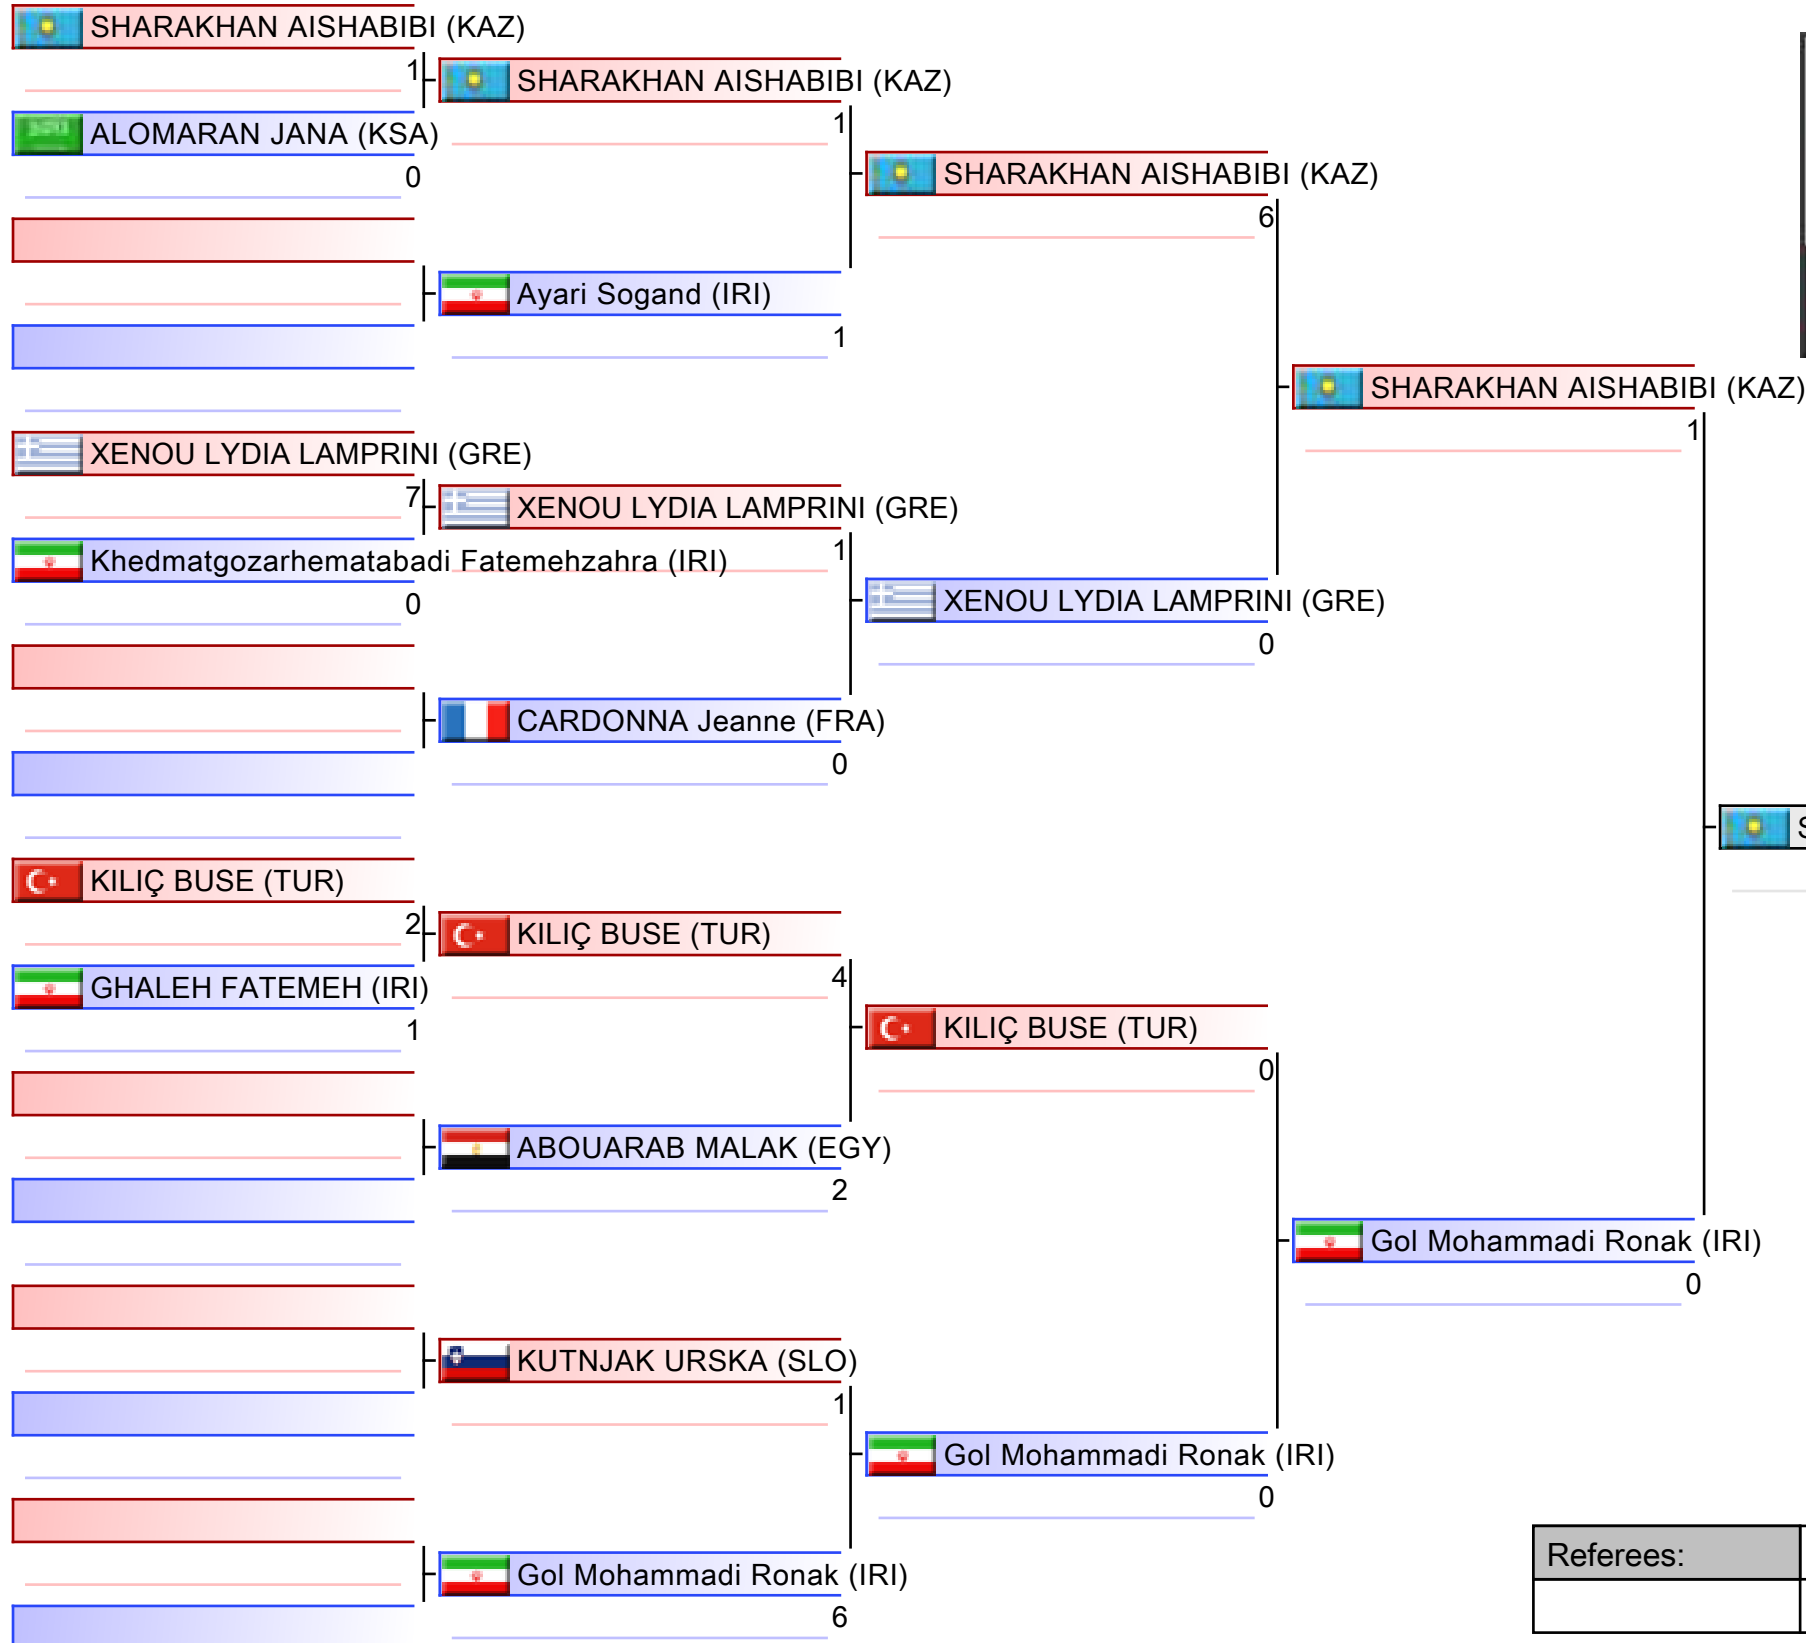 SHARAKHAN AISHABIBI (KAZ)
1
ALOMARAN JANA (KSA)
0
XENOU LYDIA LAMPRINI (GRE)
7
Khedmatgozarhematabadi Fatemehzahra (IRI)
0
KILIÇ BUSE (TUR)
2
GHALEH FATEMEH (IRI)
1
SHARAKHAN AISHABIBI (KAZ)
1
Ayari Sogand (IRI)
1
XENOU LYDIA LAMPRINI (GRE)
1
CARDONNA Jeanne (FRA)
0
KILIÇ BUSE (TUR)
4
ABOUARAB MALAK (EGY)
2
KUTNJAK URSKA (SLO)
1
Gol Mohammadi Ronak (IRI)
6
SHARAKHAN AISHABIBI (KAZ)
6
XENOU LYDIA LAMPRINI (GRE)
0
KILIÇ BUSE (TUR)
0
Gol Mohammadi Ronak (IRI)
0
SHARAKHAN AISHABIBI (KAZ)
1
Gol Mohammadi Ronak (IRI)
0
Referees: